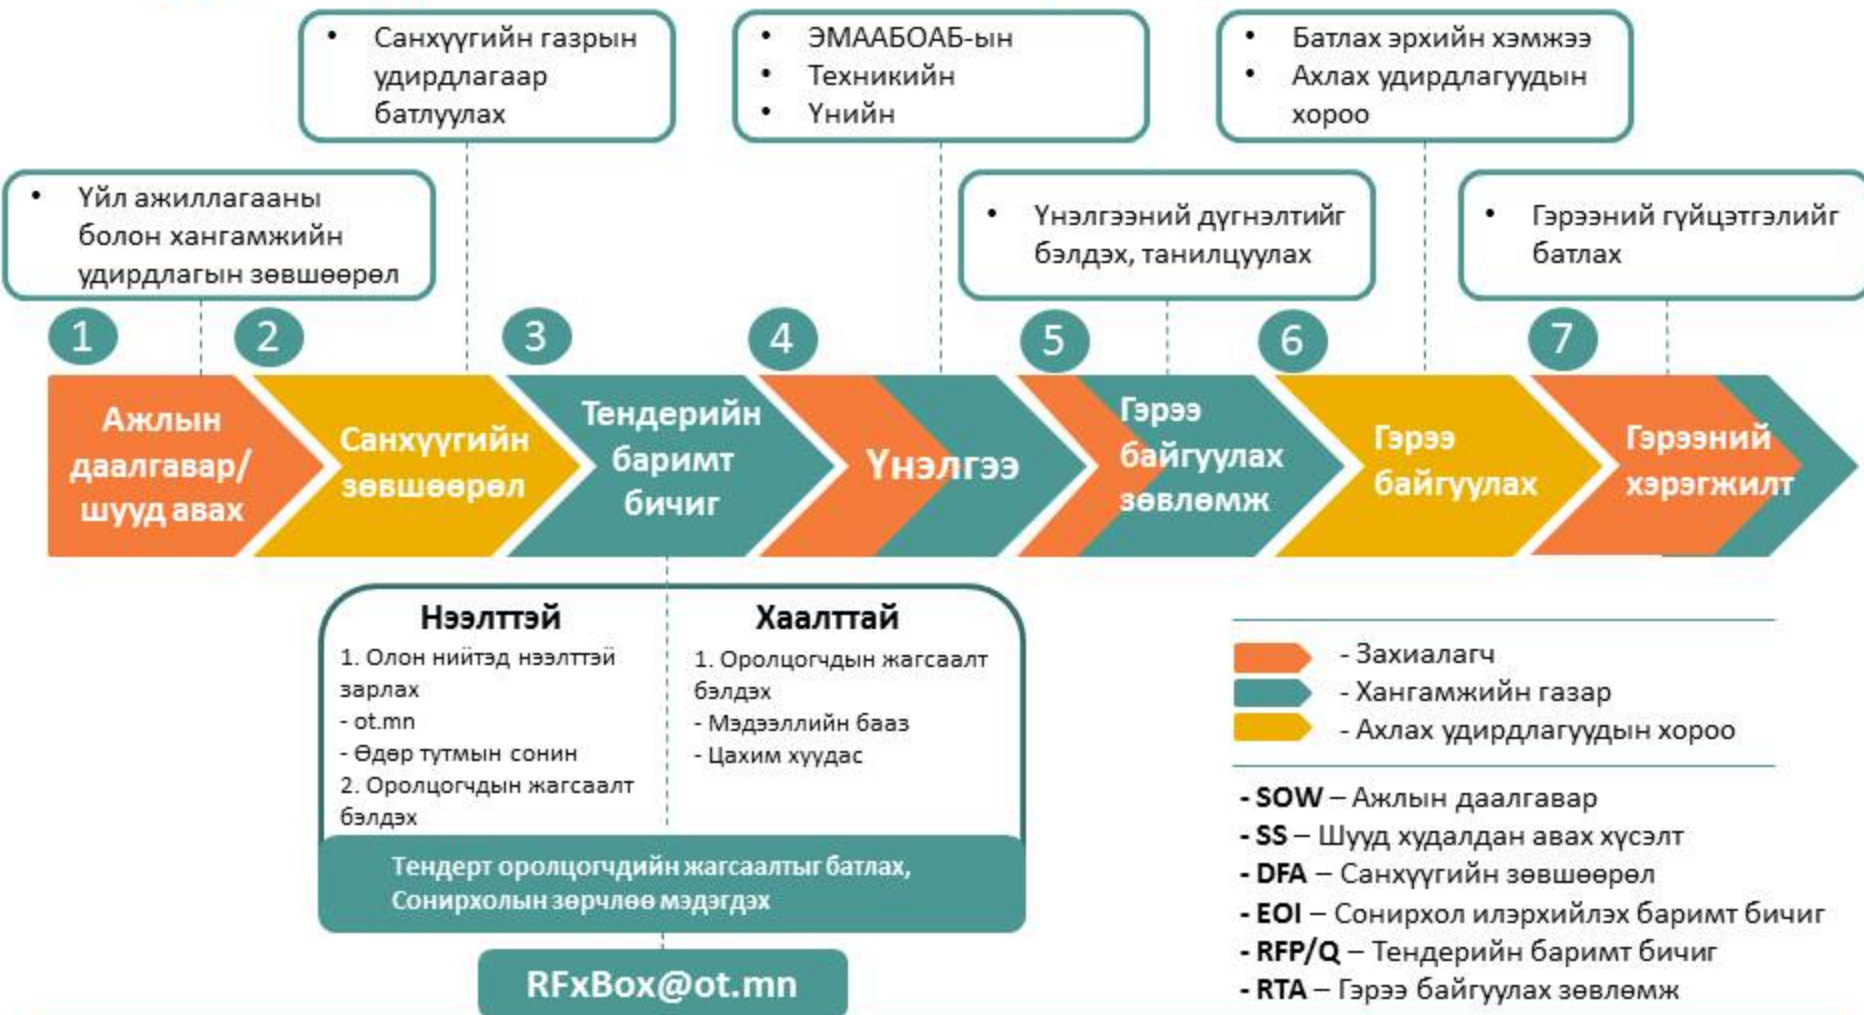 • Санхүүгийн газрын
удирдлагаар
батлуулах
• ЭМААБОАБ-ын
• Техникийн
• Үнийн
• Батлах эрхийн хэмжээ
• Ахлах удирдлагуудын
хороо
• Үйл ажиллагааны
болон хангамжийн
удирдлагын зөвшөөрөл
• Үнэлгээний дүгнэлтийг
бэлдэх, танилцуулах
• Гэрээний гүйцэтгэлийг
батлах
1
2
3
4
5
6
7
Ажлын
даалгавар/
шууд авах
Санхүүгийн
зөвшөөрөл
Тендерийн
баримт
бичиг
Үнэлгээ
Гэрээ
байгуулах
зөвлөмж
Гэрээ
байгуулах
Гэрээний
хэрэгжилт
Нээлттэй
1. Олон нийтэд нээлттэй
зарлах
- ot.mn
- Өдөр тутмын сонин
2. Оролцогчдын жагсаалт
бэлдэх
Хаалттай
1. Оролцогчдын жагсаалт
бэлдэх
- Мэдээллийн бааз
- Цахим хуудас
Тендерт оролцогчдийн жагсаалтыг батлах,
Сонирхолын зөрчлөө мэдэгдэх
RFxBox@ot.mn
- Захиалагч
- Хангамжийн газар
- Ахлах удирдлагуудын хороо
- SOW – Ажлын даалгавар
- SS – Шууд худалдан авах хүсэлт
- DFA – Санхүүгийн зөвшөөрөл
- EOI – Сонирхол илэрхийлэх баримт бичиг
- RFP/Q – Тендерийн баримт бичиг
- RTA – Гэрээ байгуулах зөвлөмж